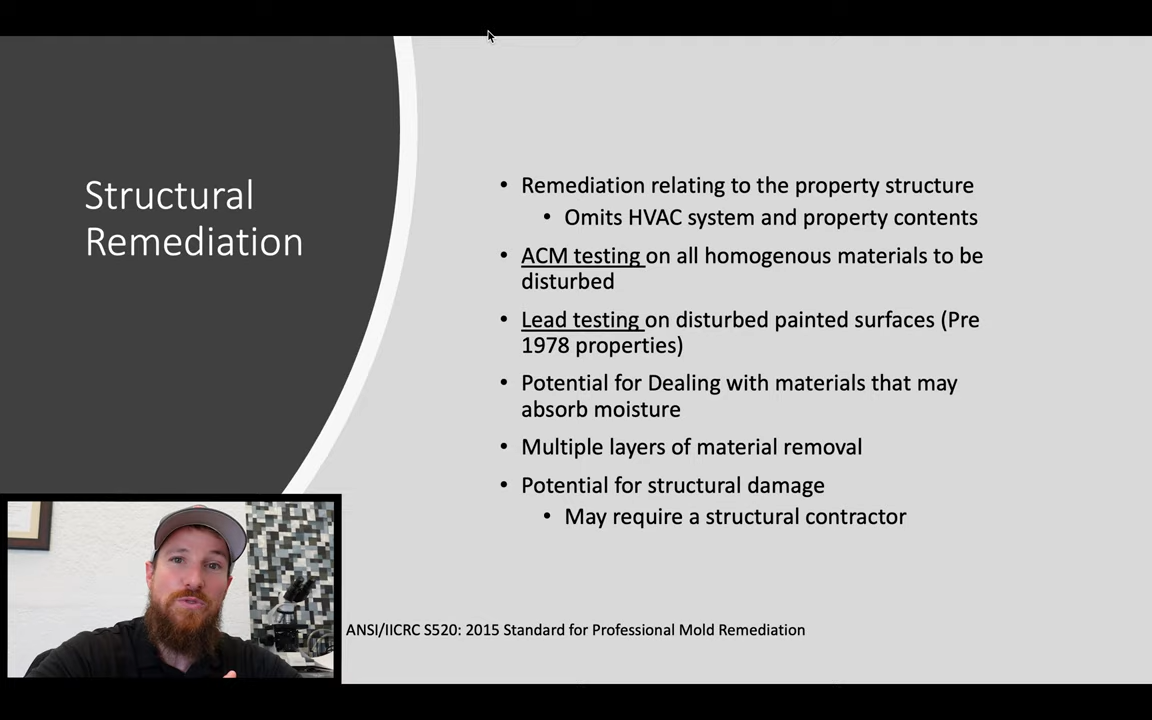 Structural
Remediation
• Remediation relating to the property structure
• Omits HVAC system and property contents
• ACM testing on all homogenous materials to be
disturbed
• Lead testing on disturbed painted surfaces (Pre
1978 properties)
• Potential for Dealing with materials that may
absorb moisture
• Multiple layers of material removal
• Potential for structural damage
• May require a structural contractor
ANSI/IICRC S520: 2015 Standard for Professional Mold Remediation